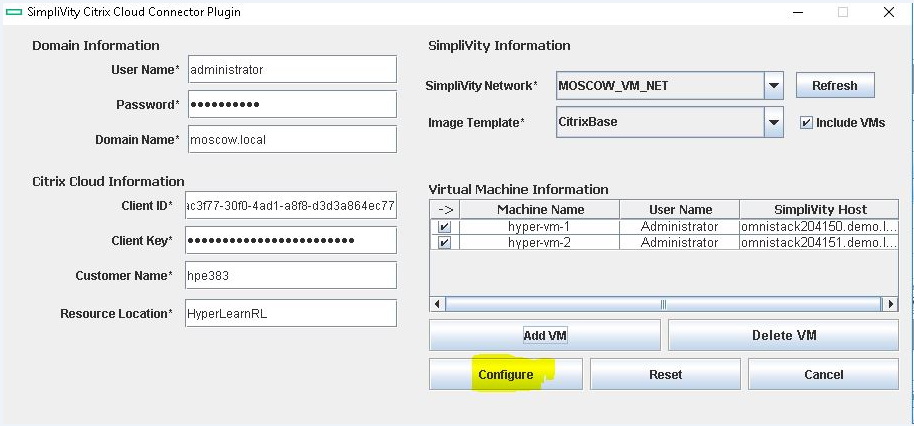 SimpliVity Citrix Cloud Connector Plugin
Domain Information
User Name* administrator
Password* ●●●●●●●●●●
Domain Name* moscow.local
Citrix Cloud Information
Client ID* ac3f77-30f0-4ad1-a8f8-d3d3a864ec77
Client Key* ●●●●●●●●●●●●●●●●●●●●●●●●
Customer Name* hpe383
Resource Location* HyperLearnRL
SimpliVity Information
SimpliVity Network* MOSCOW_VM_NET Refresh
Image Template* CitrixBase Include VMs
Virtual Machine Information
-> Machine Name User Name SimpliVity Host
hyper-vm-1 Administrator omnistack204150.demo.l...
hyper-vm-2 Administrator omnistack204151.demo.l...
Add VM Delete VM
Configure Reset Cancel